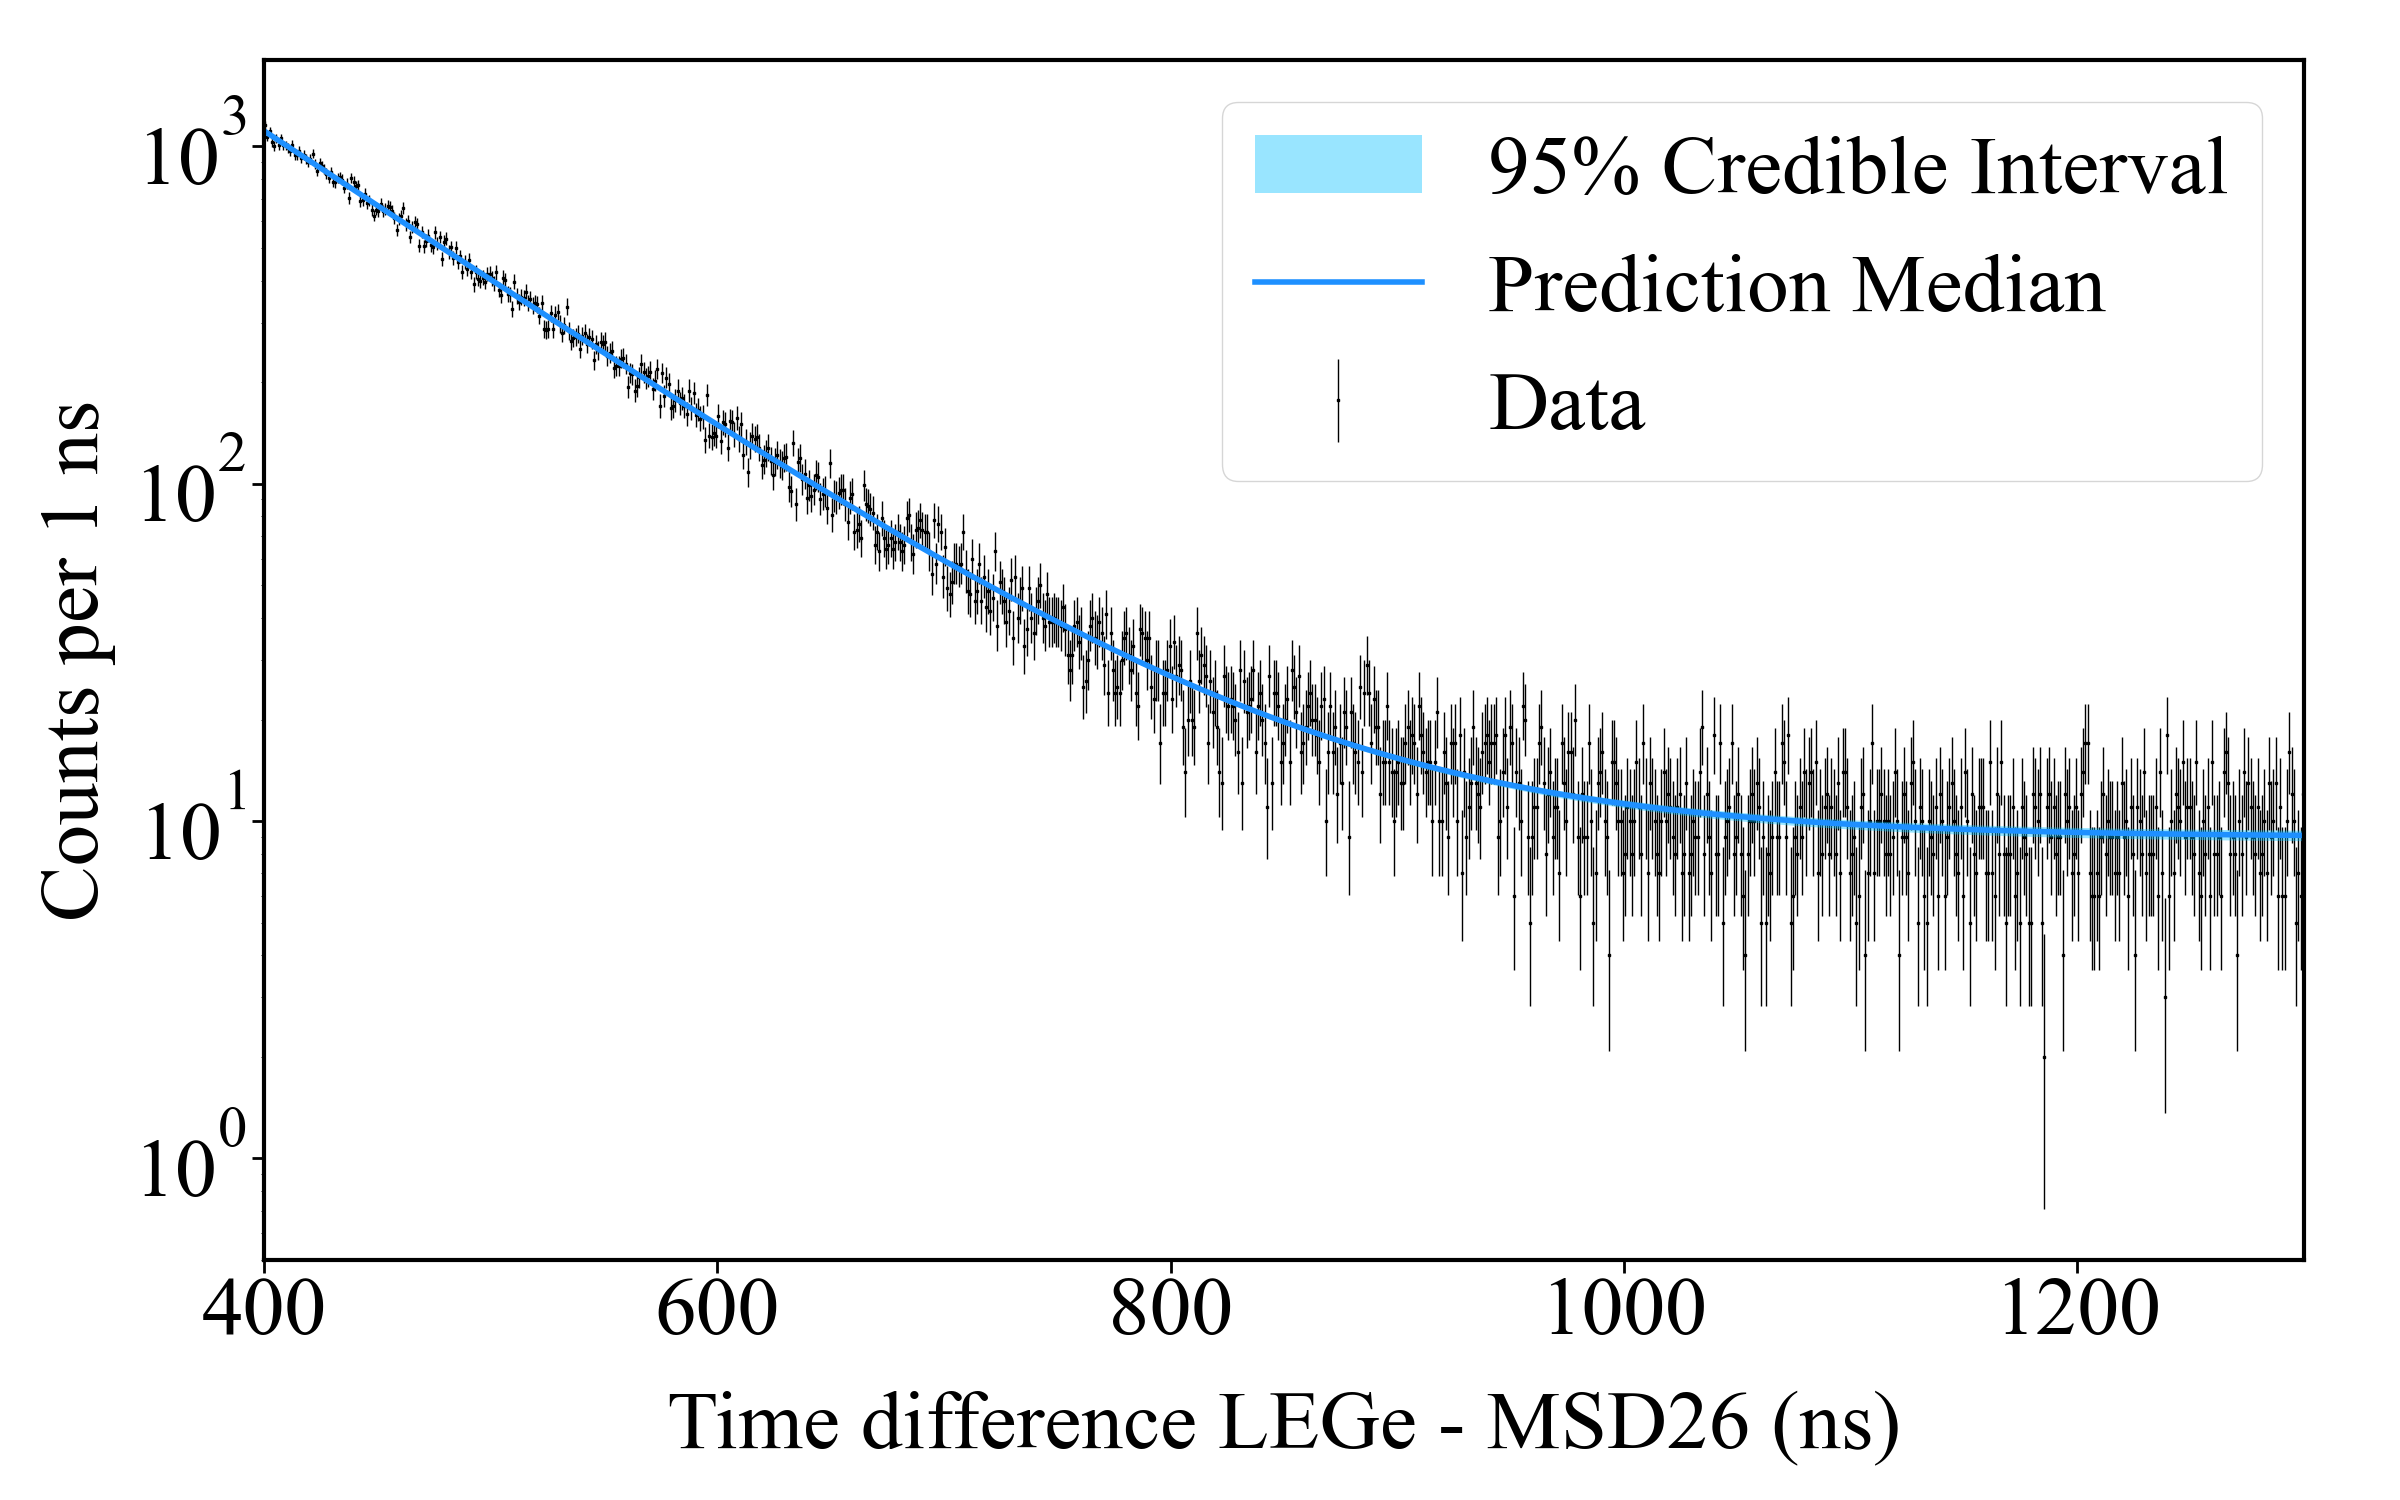 95% Credible Interval
Prediction Median
Data
Counts per 1 ns
10^3
10^2
10^1
10^0
400 600 800 1000 1200
Time difference LEGe - MSD26 (ns)